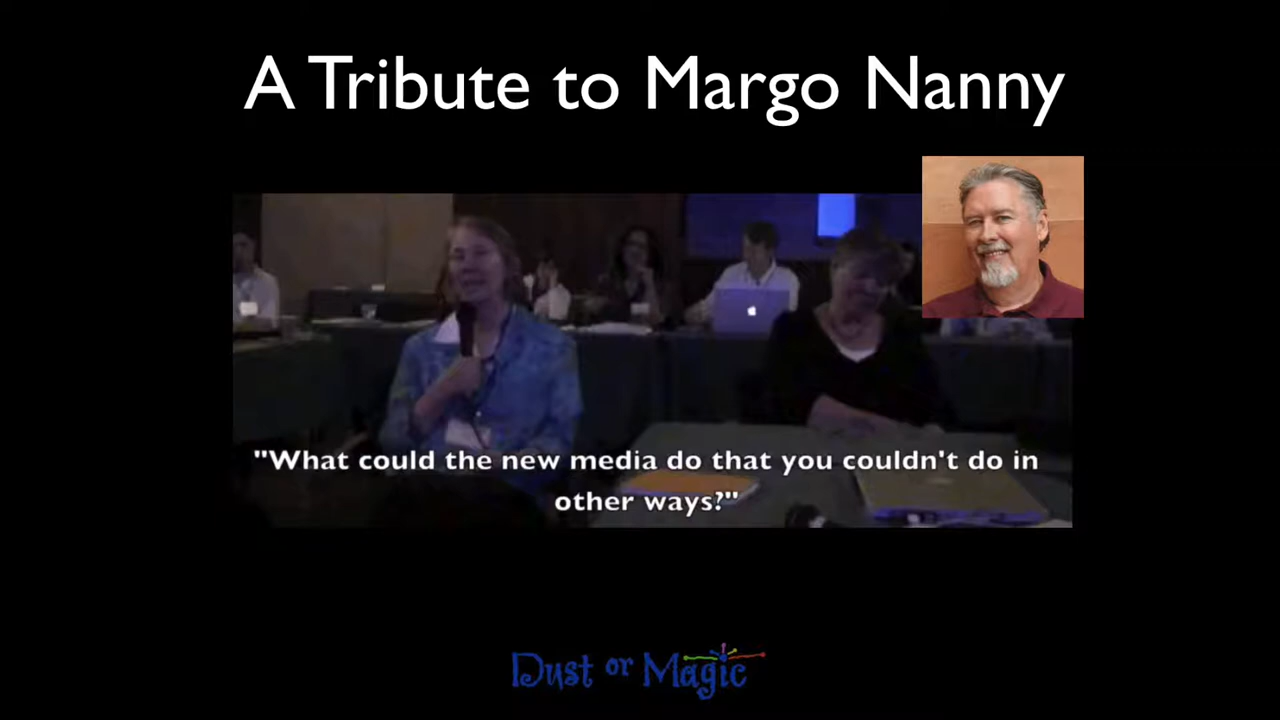 A Tribute to Margo Nanny
"What could the new media do that you couldn't do in
other ways?"
Dust or Magic